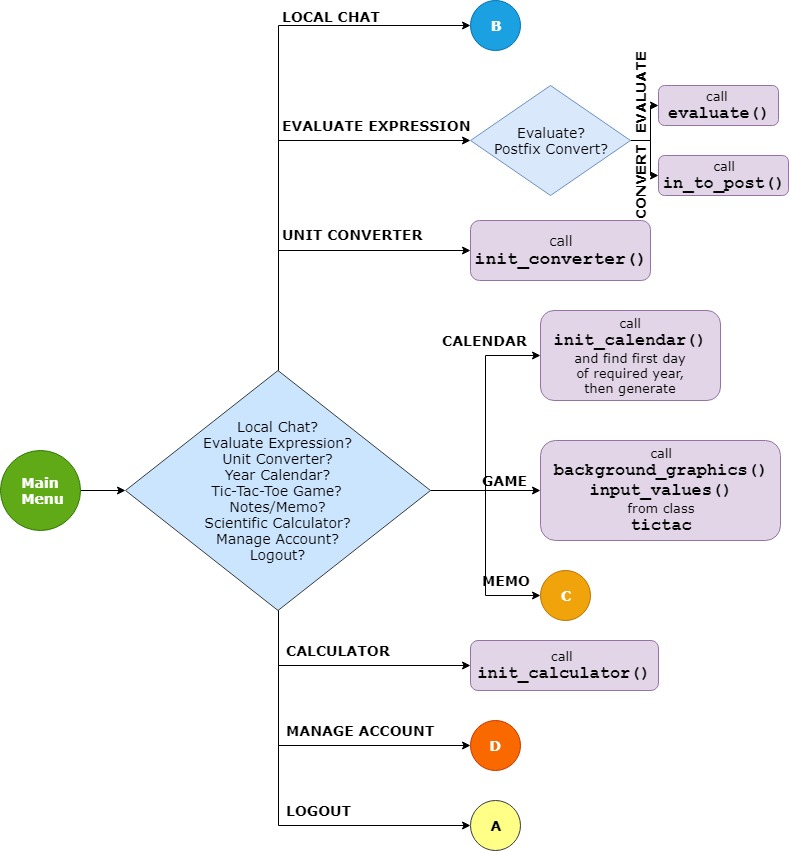 LOCAL CHAT
B
EVALUATE EXPRESSION
Evaluate?
Postfix Convert?
EVALUATE
call
evaluate()
CONVERT
call
in_to_post()
UNIT CONVERTER
call
init_converter()
Main
Menu
Local Chat?
Evaluate Expression?
Unit Converter?
Year Calendar?
Tic-Tac-Toe Game?
Notes/Memo?
Scientific Calculator?
Manage Account?
Logout?
CALENDAR
call
init_calendar()
and find first day
of required year,
then generate
GAME
call
background_graphics()
input_values()
from class
tictac
MEMO
C
CALCULATOR
call
init_calculator()
MANAGE ACCOUNT
D
LOGOUT
A